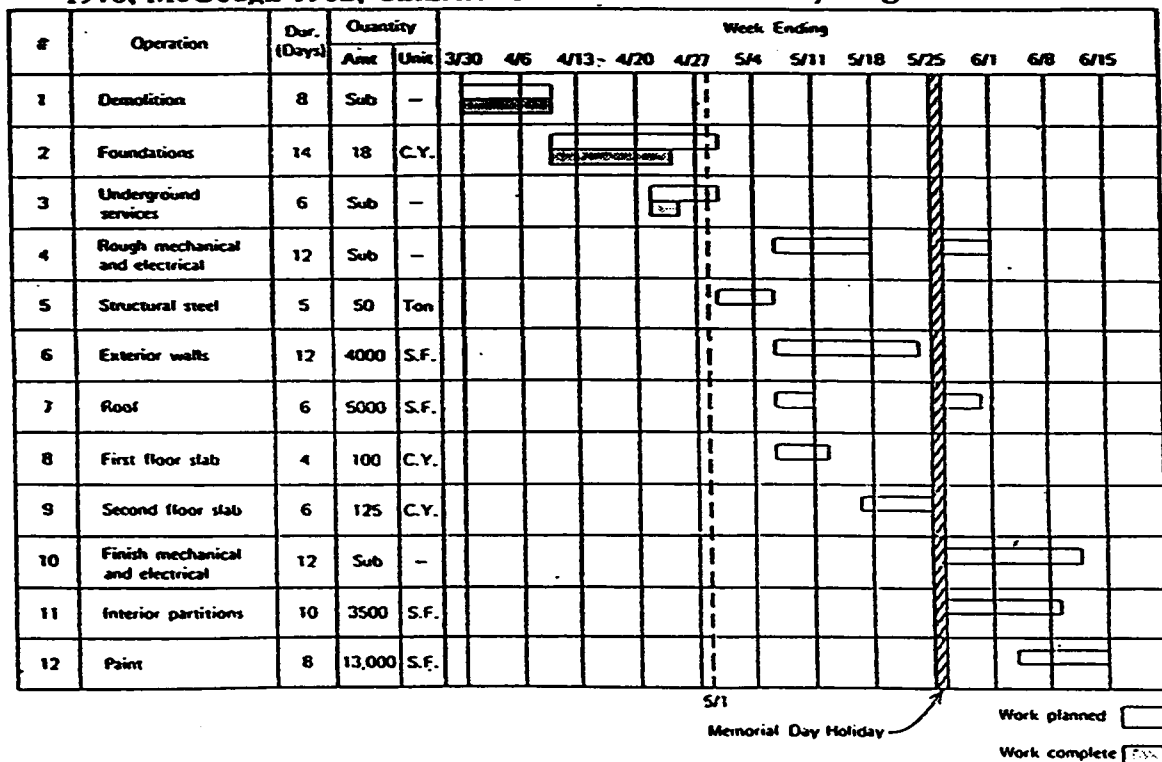 #
Operation
Dur.
(Days)
Quantity
Amt
Unit
Week Ending
3/30 4/6 4/13 4/20 4/27 5/4 5/11 5/18 5/25 6/1 6/8 6/15
1 Demolition 8 Sub –
2 Foundations 14 18 C.Y.
3 Underground
services 6 Sub –
4 Rough mechanical
and electrical 12 Sub –
5 Structural steel 5 50 Ton
6 Exterior walls 12 4000 S.F.
7 Roof 6 5000 S.F.
8 First floor slab 4 100 C.Y.
9 Second floor slab 6 125 C.Y.
10 Finish mechanical
and electrical 12 Sub –
11 Interior partitions 10 3500 S.F.
12 Paint 8 13,000 S.F.
5/1
Memorial Day Holiday
Work planned
Work complete